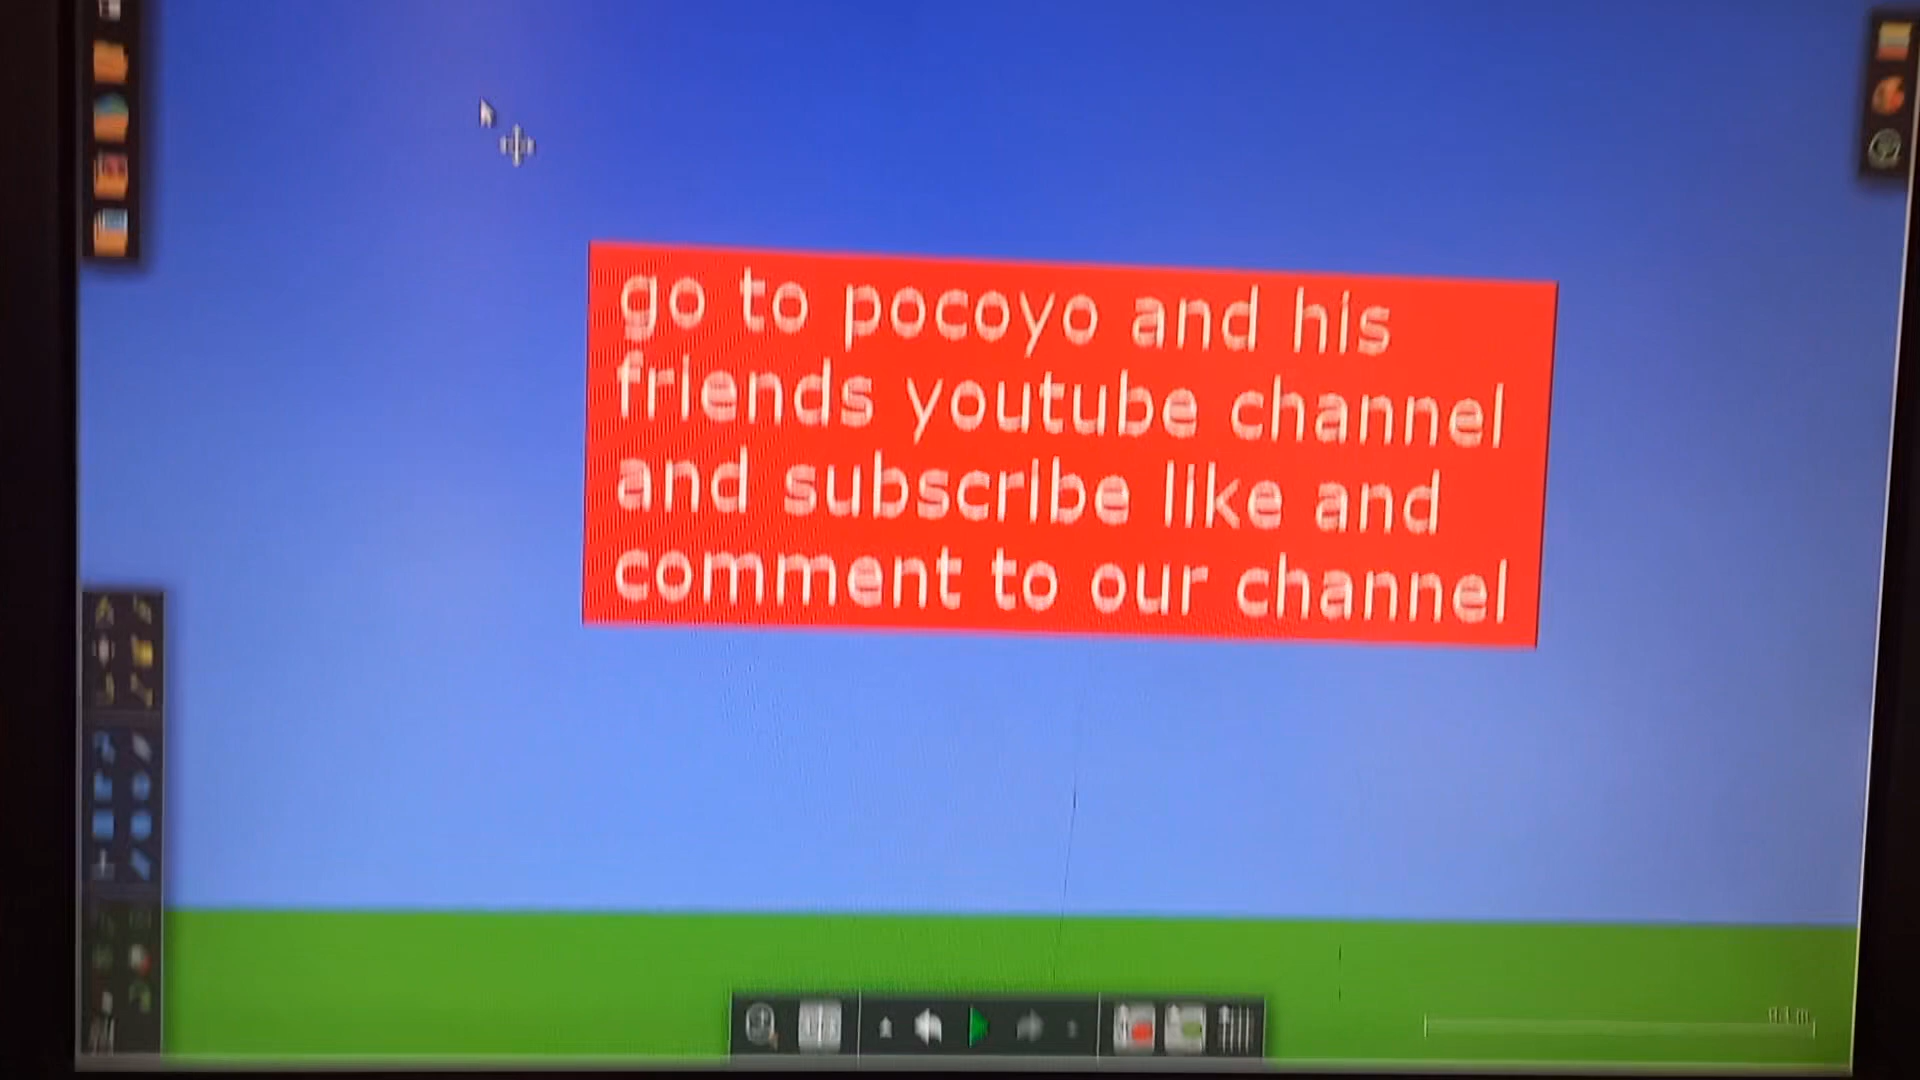 go to pocoyo and his
friends youtube channel
and subscribe like and
comment to our channel